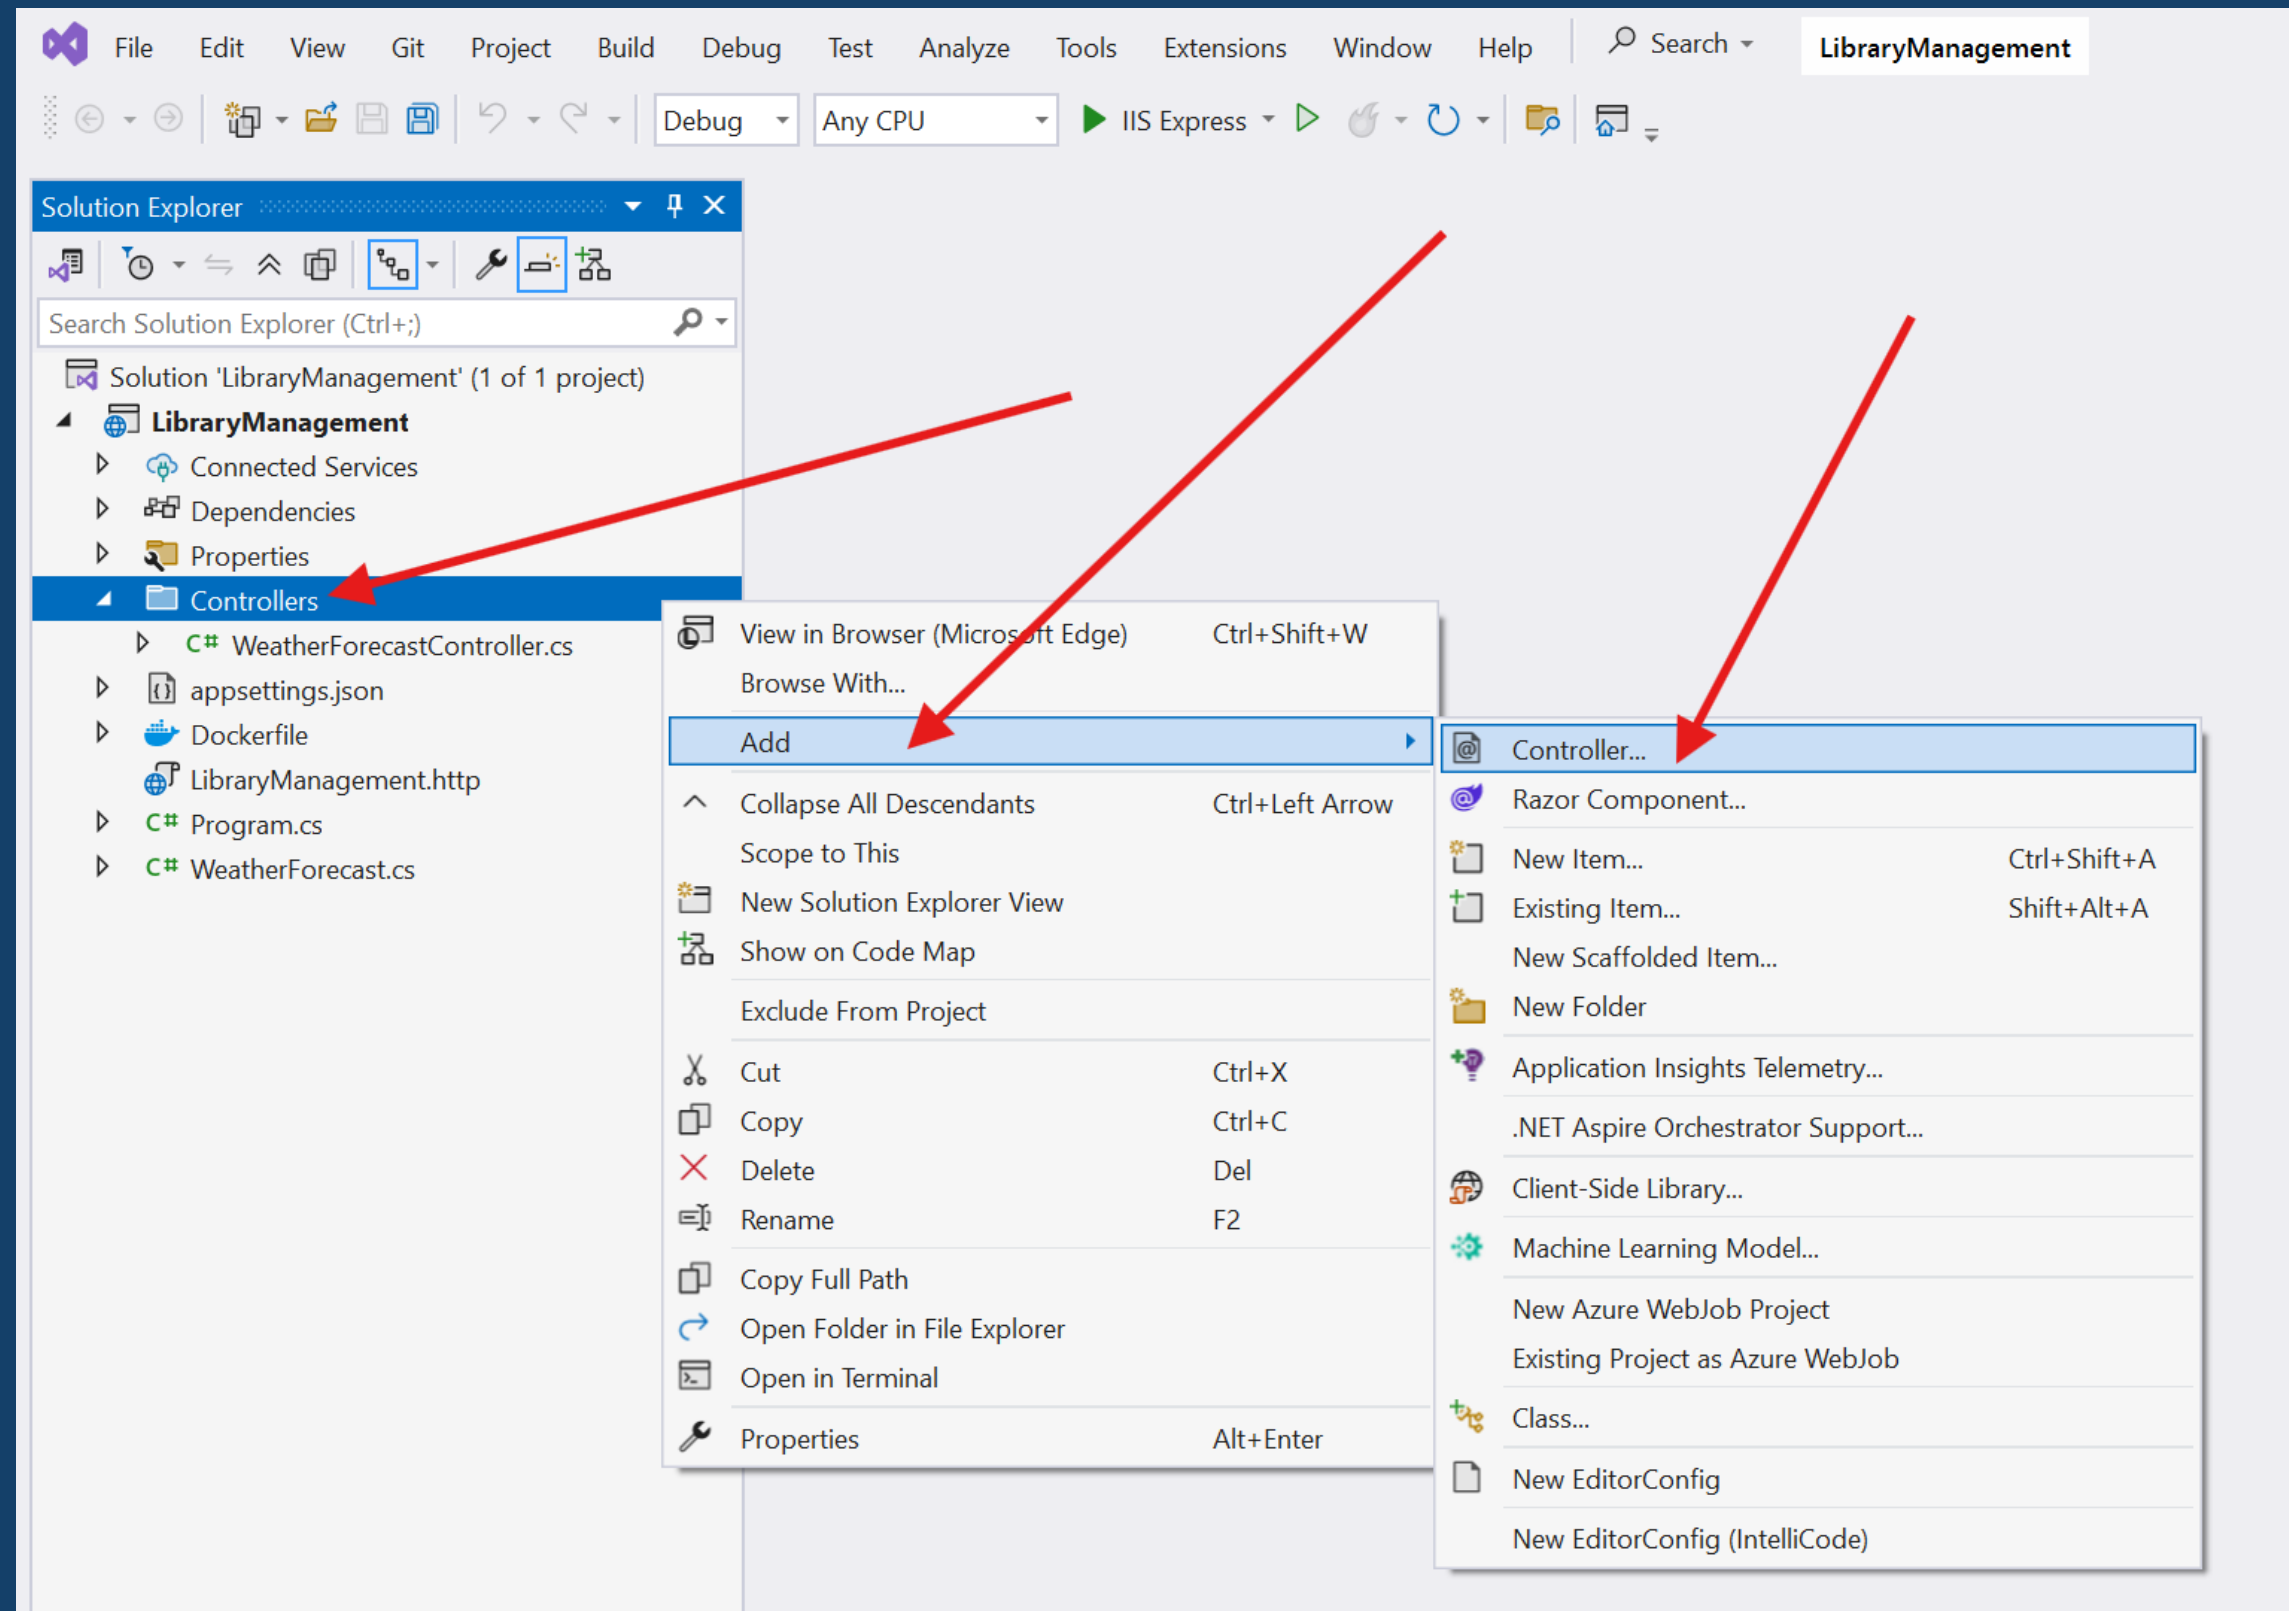 File Edit View Git Project Build Debug Test Analyze Tools Extensions Window Help Search LibraryManagement
Debug Any CPU IIS Express
Solution Explorer
Search Solution Explorer (Ctrl+;)
Solution 'LibraryManagement' (1 of 1 project)
LibraryManagement
Connected Services
Dependencies
Properties
Controllers
C# WeatherForecastController.cs
appsettings.json
Dockerfile
LibraryManagement.http
C# Program.cs
C# WeatherForecast.cs
View in Browser (Microsoft Edge) Ctrl+Shift+W
Browse With...
Add
Collapse All Descendants Ctrl+Left Arrow
Scope to This
New Solution Explorer View
Show on Code Map
Exclude From Project
Cut Ctrl+X
Copy Ctrl+C
Delete Del
Rename F2
Copy Full Path
Open Folder in File Explorer
Open in Terminal
Properties Alt+Enter
Controller...
Razor Component...
New Item... Ctrl+Shift+A
Existing Item... Shift+Alt+A
New Scaffolded Item...
New Folder
Application Insights Telemetry...
.NET Aspire Orchestrator Support...
Client-Side Library...
Machine Learning Model...
New Azure WebJob Project
Existing Project as Azure WebJob
Class...
New EditorConfig
New EditorConfig (IntelliCode)